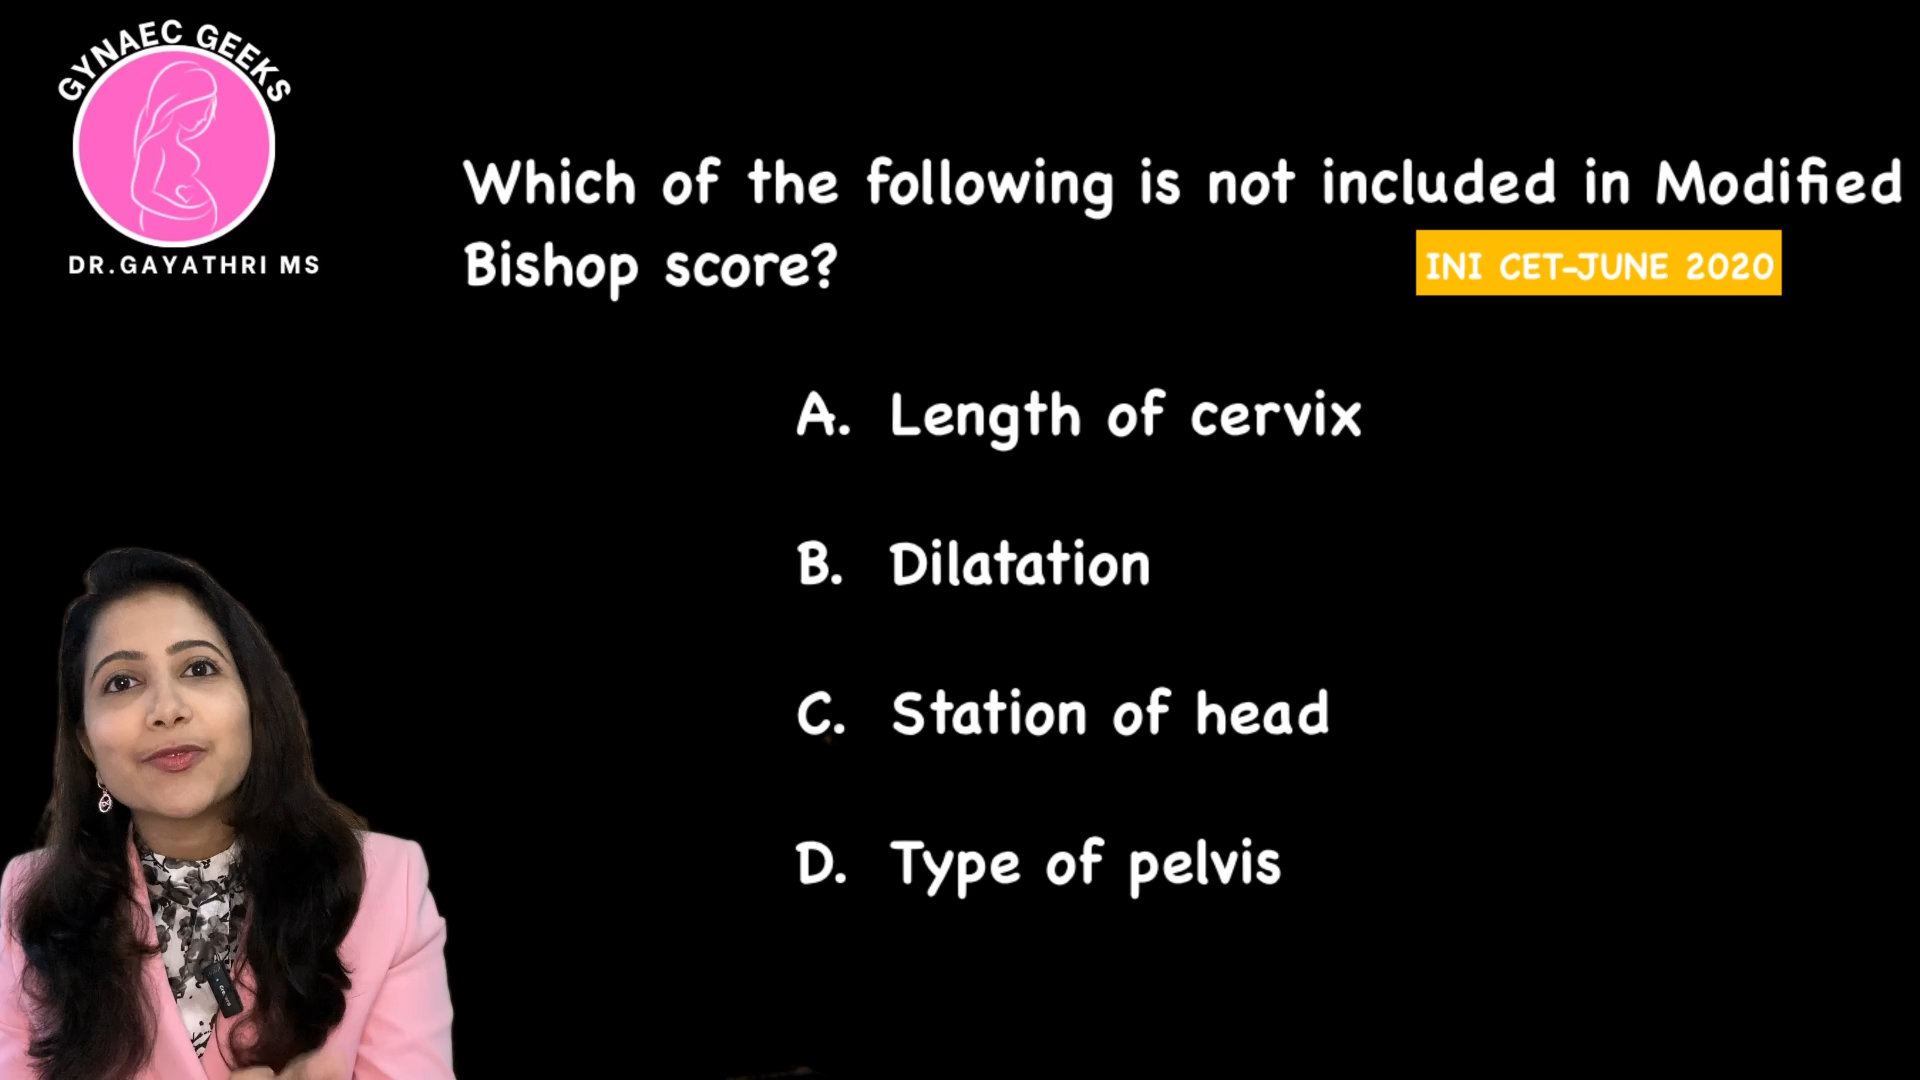 GYNAEC GEEKS
DR.GAYATHRI MS
Which of the following is not included in Modified
Bishop score?
INI CET-JUNE 2020
A. Length of cervix
B. Dilatation
C. Station of head
D. Type of pelvis